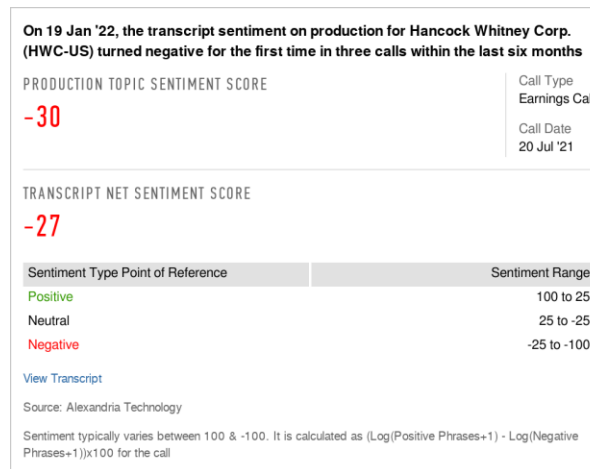 On 19 Jan '22, the transcript sentiment on production for Hancock Whitney Corp.
(HWC-US) turned negative for the first time in three calls within the last six months
PRODUCTION TOPIC SENTIMENT SCORE
-30
Call Type
Earnings Cal
Call Date
20 Jul '21
TRANSCRIPT NET SENTIMENT SCORE
-27
Sentiment Type Point of Reference Sentiment Range
Positive 100 to 25
Neutral 25 to -25
Negative -25 to -100
View Transcript
Source: Alexandria Technology
Sentiment typically varies between 100 & -100. It is calculated as (Log(Positive Phrases+1) - Log(Negative
Phrases+1))x100 for the call